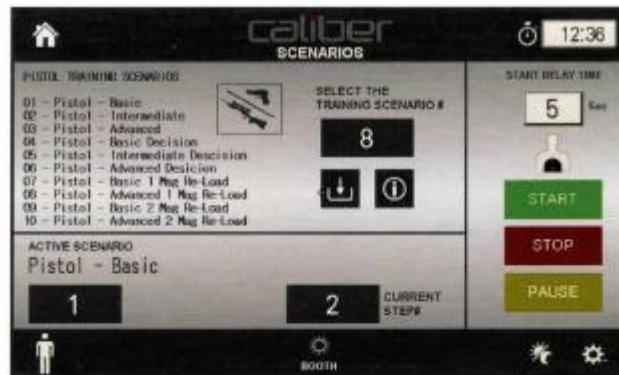 caliber
SCENARIOS
12:36
PISTOL TRAINING SCENARIOS
01 - Pistol - Basic
02 - Pistol - Intermediate
03 - Pistol - Advanced
04 - Pistol - Basic Decision
05 - Pistol - Intermediate Descision
06 - Pistol - Advanced Desicion
07 - Pistol - Basic 1 Mag Re-Load
08 - Pistol - Advanced 1 Mag Re-Load
09 - Pistol - Basic 2 Mag Re-Load
10 - Pistol - Advanced 2 Mag Re-Load
SELECT THE
TRAINING SCENARIO #
8
START DELAY TIME
5 Sec
START
STOP
PAUSE
ACTIVE SCENARIO
Pistol - Basic
1
2
CURRENT
STEP#
BOOTH